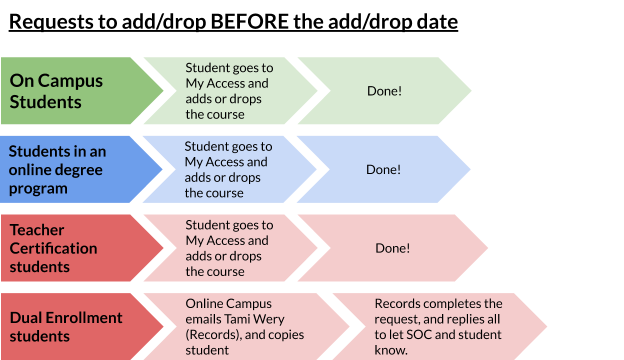 Requests to add/drop BEFORE the add/drop date
On Campus
Students
Student goes to
My Access and
adds or drops
the course
Done!
Students in an
online degree
program
Student goes to
My Access and
adds or drops
the course
Done!
Teacher
Certification
students
Student goes to
My Access and
adds or drops
the course
Done!
Dual Enrollment
students
Online Campus
emails Tami Wery
(Records), and copies
student
Records completes the
request, and replies all
to let SOC and student
know.